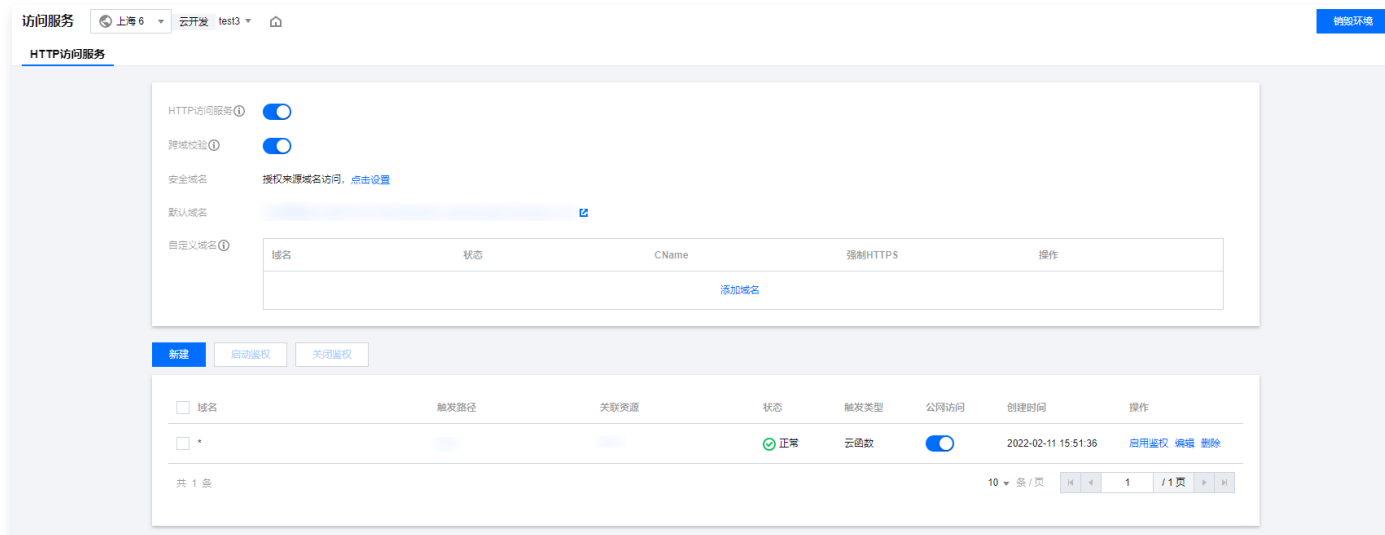 访问服务 上海 6 云开发 test3 销毁环境
HTTP访问服务
HTTP访问服务
跨域校验
安全域名 授权来源域名访问，点击设置
默认域名
自定义域名
域名 状态 CName 强制HTTPS 操作
添加域名
新建 启动鉴权 关闭鉴权
域名 触发路径 关联资源 状态 触发类型 公网访问 创建时间 操作
* 正常 云函数 2022-02-11 15:51:36 启用鉴权 编辑 删除
共 1 条 10 条 / 页 1 / 1 页